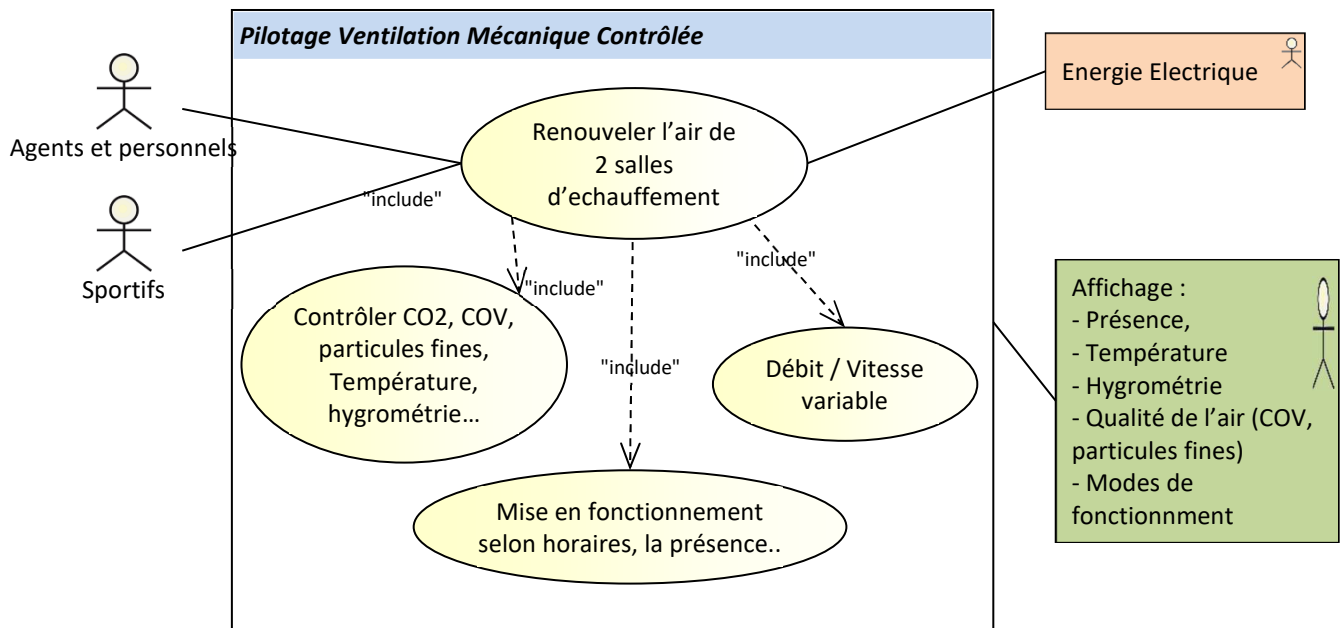 Pilotage Ventilation Mécanique Contrôlée
Agents et personnels
Sportifs
Renouveler l’air de
2 salles
d’echauffement
Energie Electrique
"include"
"include"
"include"
"include"
Contrôler CO2, COV,
particules fines,
Température,
hygrométrie…
Débit / Vitesse
variable
Mise en fonctionnement
selon horaires, la présence..
Affichage :
- Présence,
- Température
- Hygrométrie
- Qualité de l’air (COV,
particules fines)
- Modes de
fonctionnment